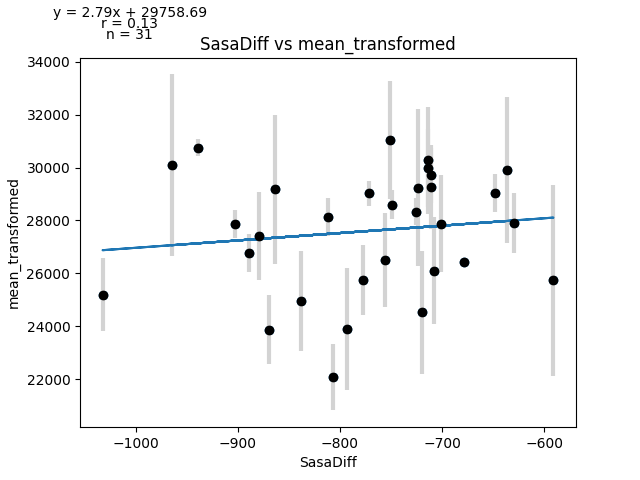 y = 2.79x + 29758.69
r = 0.13
n = 31
SasaDiff vs mean_transformed
34000
32000
30000
28000
26000
24000
22000
mean_transformed
−1000
−900
−800
−700
−600
SasaDiff